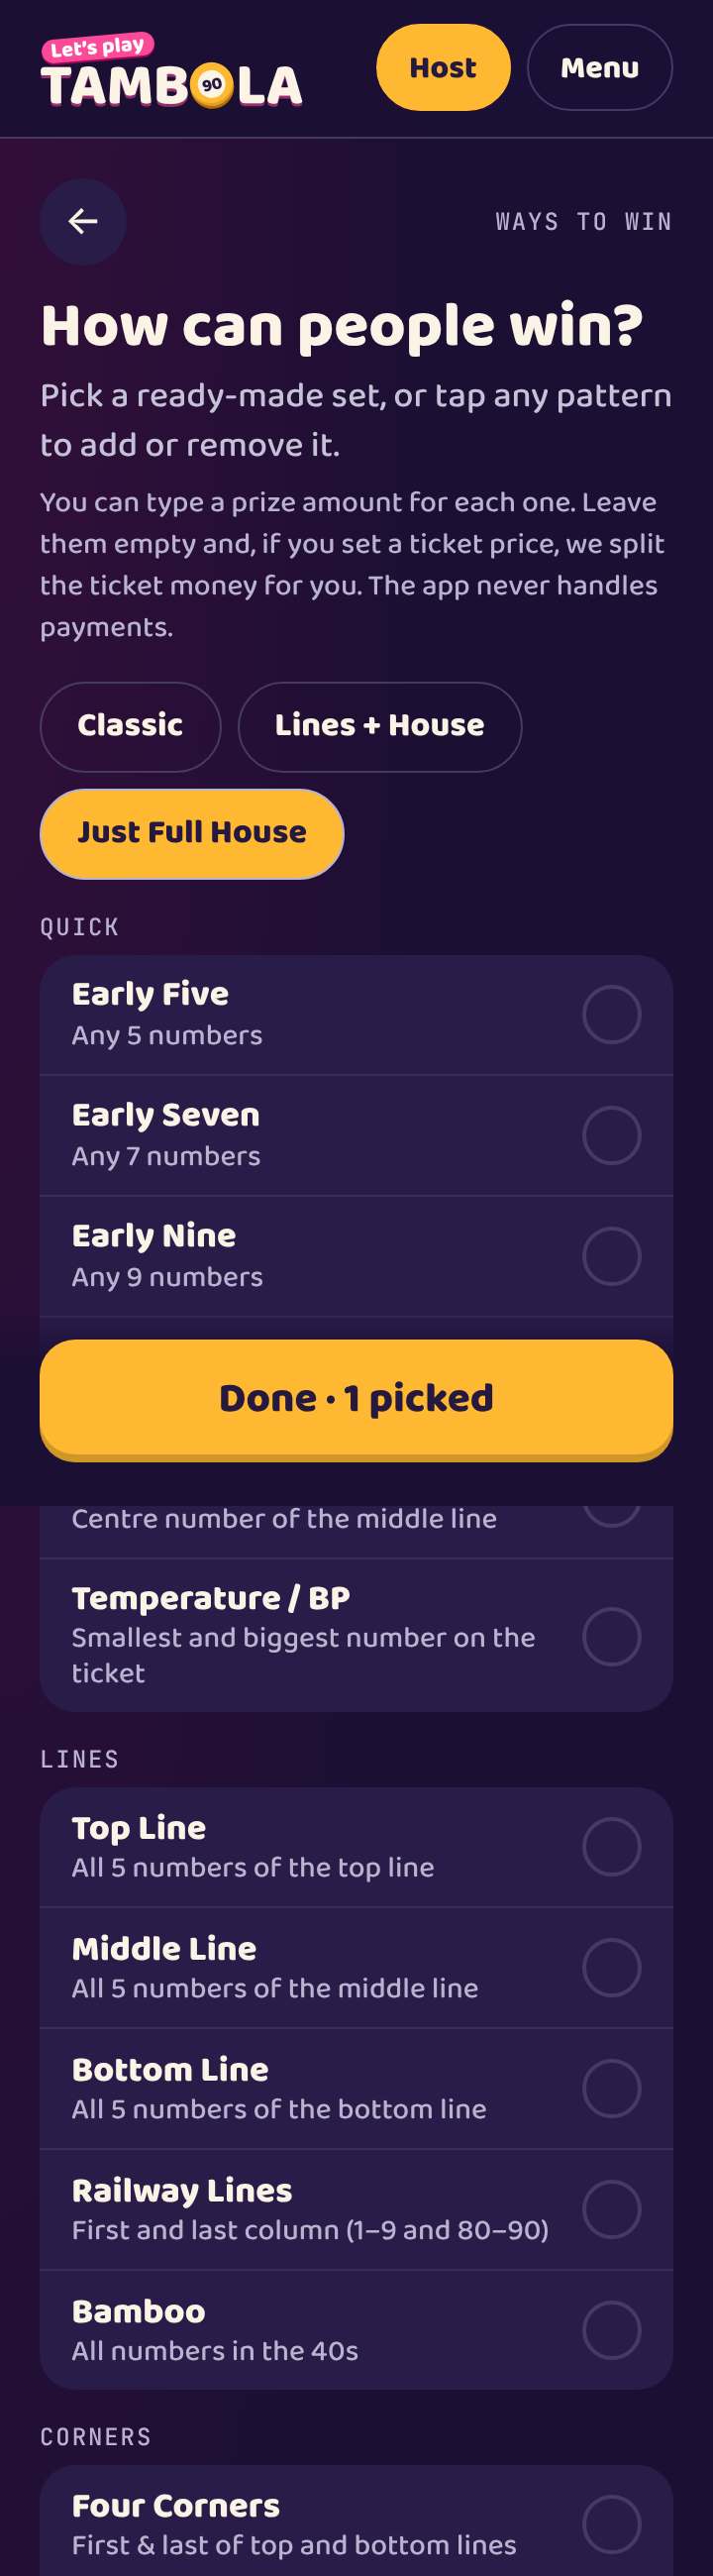 Let's play
TAMBOLA
90
Host
Menu
WAYS TO WIN
How can people win?
Pick a ready-made set, or tap any pattern
to add or remove it.
You can type a prize amount for each one. Leave
them empty and, if you set a ticket price, we split
the ticket money for you. The app never handles
payments.
Classic
Lines + House
Just Full House
QUICK
Early Five
Any 5 numbers
Early Seven
Any 7 numbers
Early Nine
Any 9 numbers
Done · 1 picked
Centre number of the middle line
Temperature / BP
Smallest and biggest number on the
ticket
LINES
Top Line
All 5 numbers of the top line
Middle Line
All 5 numbers of the middle line
Bottom Line
All 5 numbers of the bottom line
Railway Lines
First and last column (1–9 and 80–90)
Bamboo
All numbers in the 40s
CORNERS
Four Corners
First & last of top and bottom lines